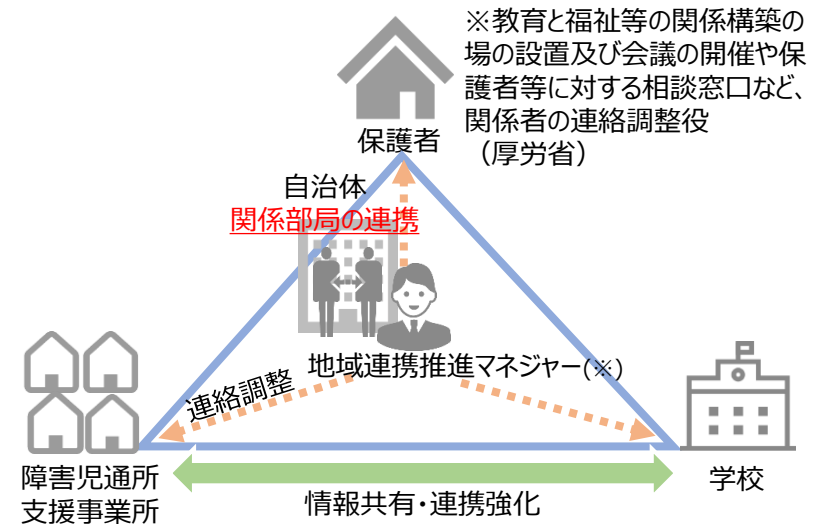 ※教育と福祉等の関係構築の
場の設置及び会議の開催や保
護者等に対する相談窓口など、
関係者の連絡調整役
（厚労省）
保護者
自治体
関係部局の連携
地域連携推進マネジャー(※)
連絡調整
障害児通所
支援事業所
学校
情報共有・連携強化